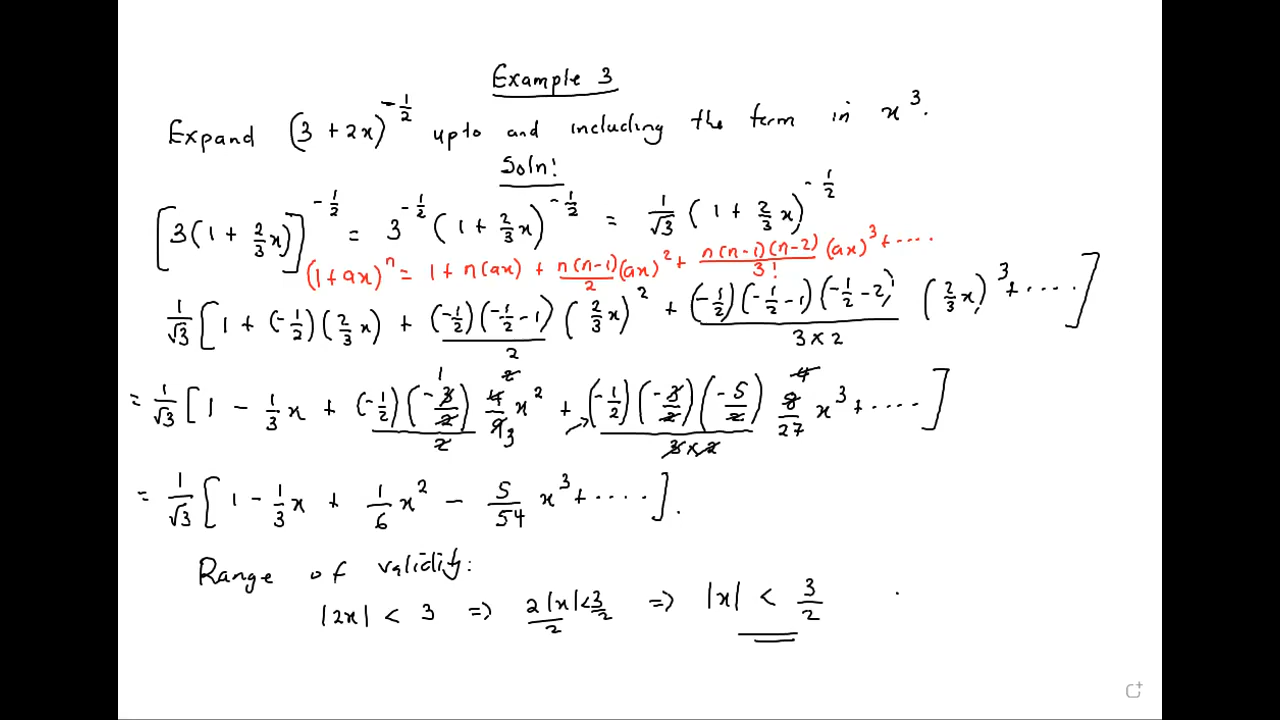 Example 3
Expand (3 + 2x)^{-1/2} upto and including the term in x^3.
Soln!
[3(1 + 2/3 x)]^{-1/2} = 3^{-1/2} (1 + 2/3 x)^{-1/2} = 1/√3 (1 + 2/3 x)^{-1/2}
(1 + ax)^n = 1 + n(ax) + n(n-1)/2 (ax)^2 + n(n-1)(n-2)/3! (ax)^3 + ....
1/√3 [1 + (-1/2)(2/3 x) + (-1/2)(-1/2 - 1)/2 (2/3 x)^2 + (-1/2)(-1/2 - 1)(-1/2 - 2)/(3 × 2) (2/3 x)^3 + ....]
= 1/√3 [1 - 1/3 x + (-1/2)(-3/2)/2 4/9 x^2 + (-1/2)(-3/2)(-5/2)/(3 × 2) 8/27 x^3 + ....]
= 1/√3 [1 - 1/3 x + 1/6 x^2 - 5/54 x^3 + ....].
Range of validity:
|2x| < 3 => 2|x|/2 < 3/2 => |x| < 3/2